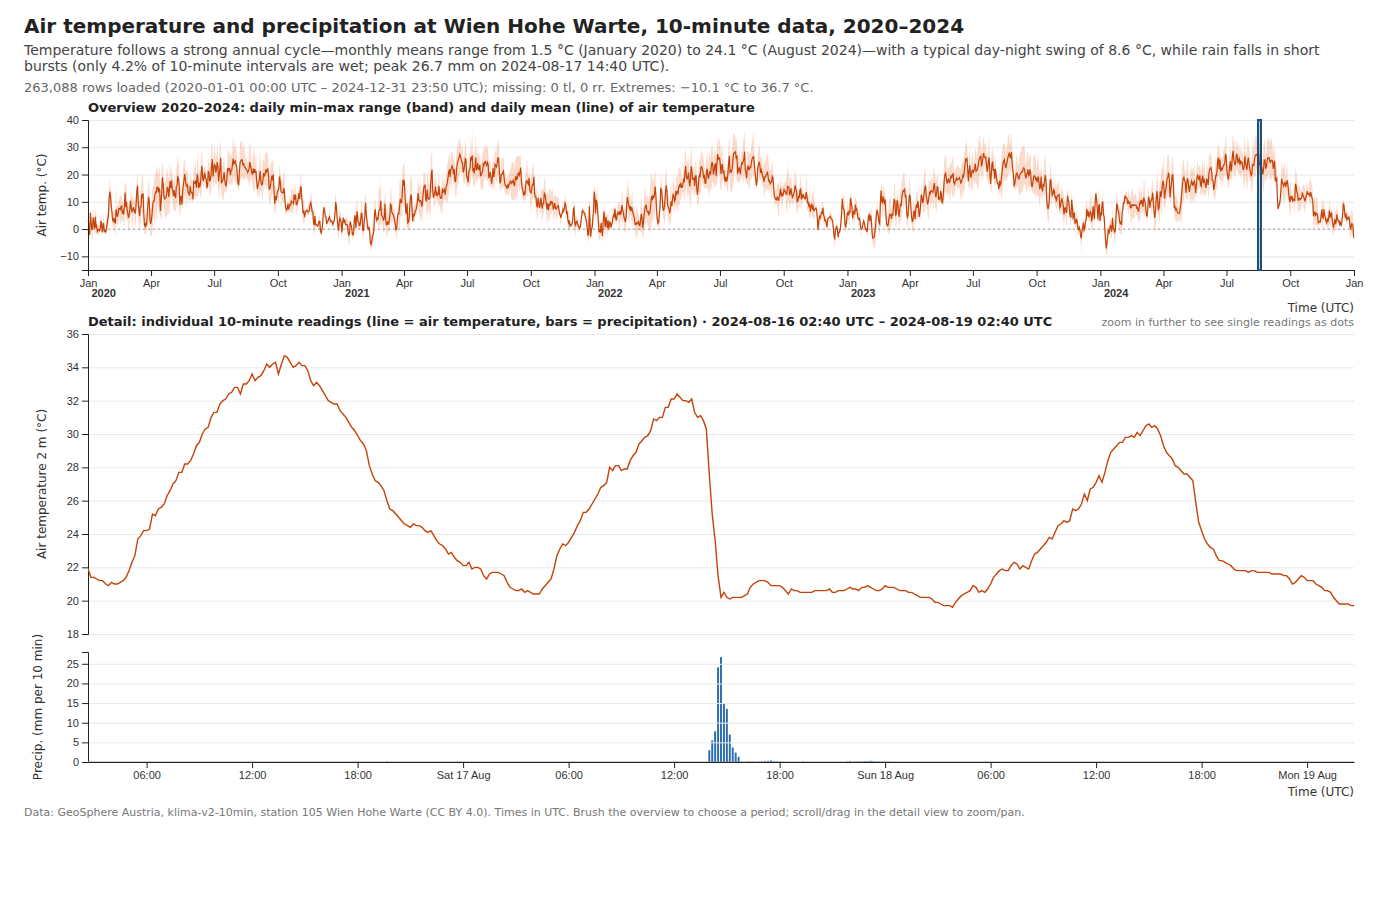 Air temperature and precipitation at Wien Hohe Warte, 10-minute data, 2020–2024
Temperature follows a strong annual cycle—monthly means range from 1.5 °C (January 2020) to 24.1 °C (August 2024)—with a typical day-night swing of 8.6 °C, while rain falls in short
bursts (only 4.2% of 10-minute intervals are wet; peak 26.7 mm on 2024-08-17 14:40 UTC).
263,088 rows loaded (2020-01-01 00:00 UTC – 2024-12-31 23:50 UTC); missing: 0 tl, 0 rr. Extremes: −10.1 °C to 36.7 °C.
Overview 2020–2024: daily min–max range (band) and daily mean (line) of air temperature
Air temp. (°C)
40
30
20
10
0
−10
Jan Apr Jul Oct Jan Apr Jul Oct Jan Apr Jul Oct Jan Apr Jul Oct Jan Apr Jul Oct Jan
2020 2021 2022 2023 2024
Time (UTC)
Detail: individual 10-minute readings (line = air temperature, bars = precipitation) · 2024-08-16 02:40 UTC – 2024-08-19 02:40 UTC
zoom in further to see single readings as dots
Air temperature 2 m (°C)
36
34
32
30
28
26
24
22
20
18
Precip. (mm per 10 min)
25
20
15
10
5
0
06:00 12:00 18:00 Sat 17 Aug 06:00 12:00 18:00 Sun 18 Aug 06:00 12:00 18:00 Mon 19 Aug
Time (UTC)
Data: GeoSphere Austria, klima-v2-10min, station 105 Wien Hohe Warte (CC BY 4.0). Times in UTC. Brush the overview to choose a period; scroll/drag in the detail view to zoom/pan.